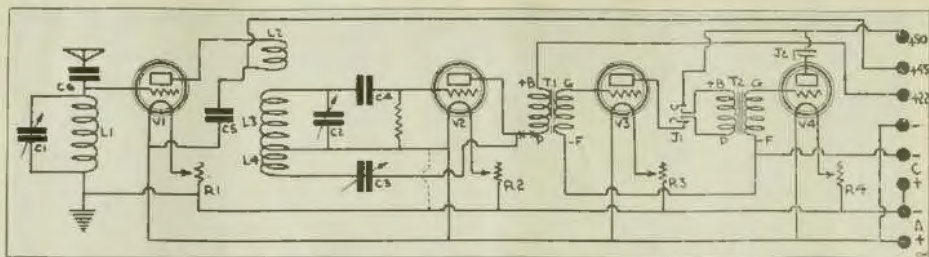 C6
L1
C1
V1
R1
L2
C5
L3
L4
C4
C2
C3
V2
R2
+B T1 G
P -F
V3
J1
R3
+B T2 G
P -F
J2
V4
R4
+90
+45
+22
-
-
C
+
-
A
+